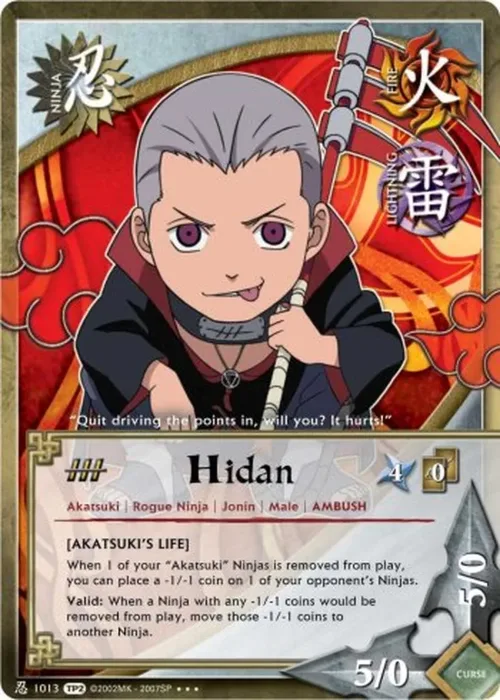 NINJA
忍
FIRE
火
LIGHTNING
雷
"Quit driving the points in, will you? It hurts!"
Hidan
4
0
Akatsuki | Rogue Ninja | Jonin | Male | AMBUSH
[AKATSUKI'S LIFE]
When 1 of your "Akatsuki" Ninjas is removed from play,
you can place a -1/-1 coin on 1 of your opponent's Ninjas.
Valid: When a Ninja with any -1/-1 coins would be
removed from play, move those -1/-1 coins to
another Ninja.
5/0
5/0
CURSE
忍 1013 TP2 ©2002MK - 2007SP